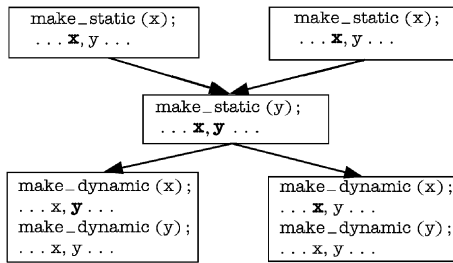 make_static (x);
. . . x, y . . .
make_static (x);
. . . x, y . . .
make_static (y);
. . . x, y . . .
make_dynamic (x);
. . . x, y . . .
make_dynamic (y);
. . . x, y . . .
make_dynamic (x);
. . . x, y . . .
make_dynamic (y);
. . . x, y . . .